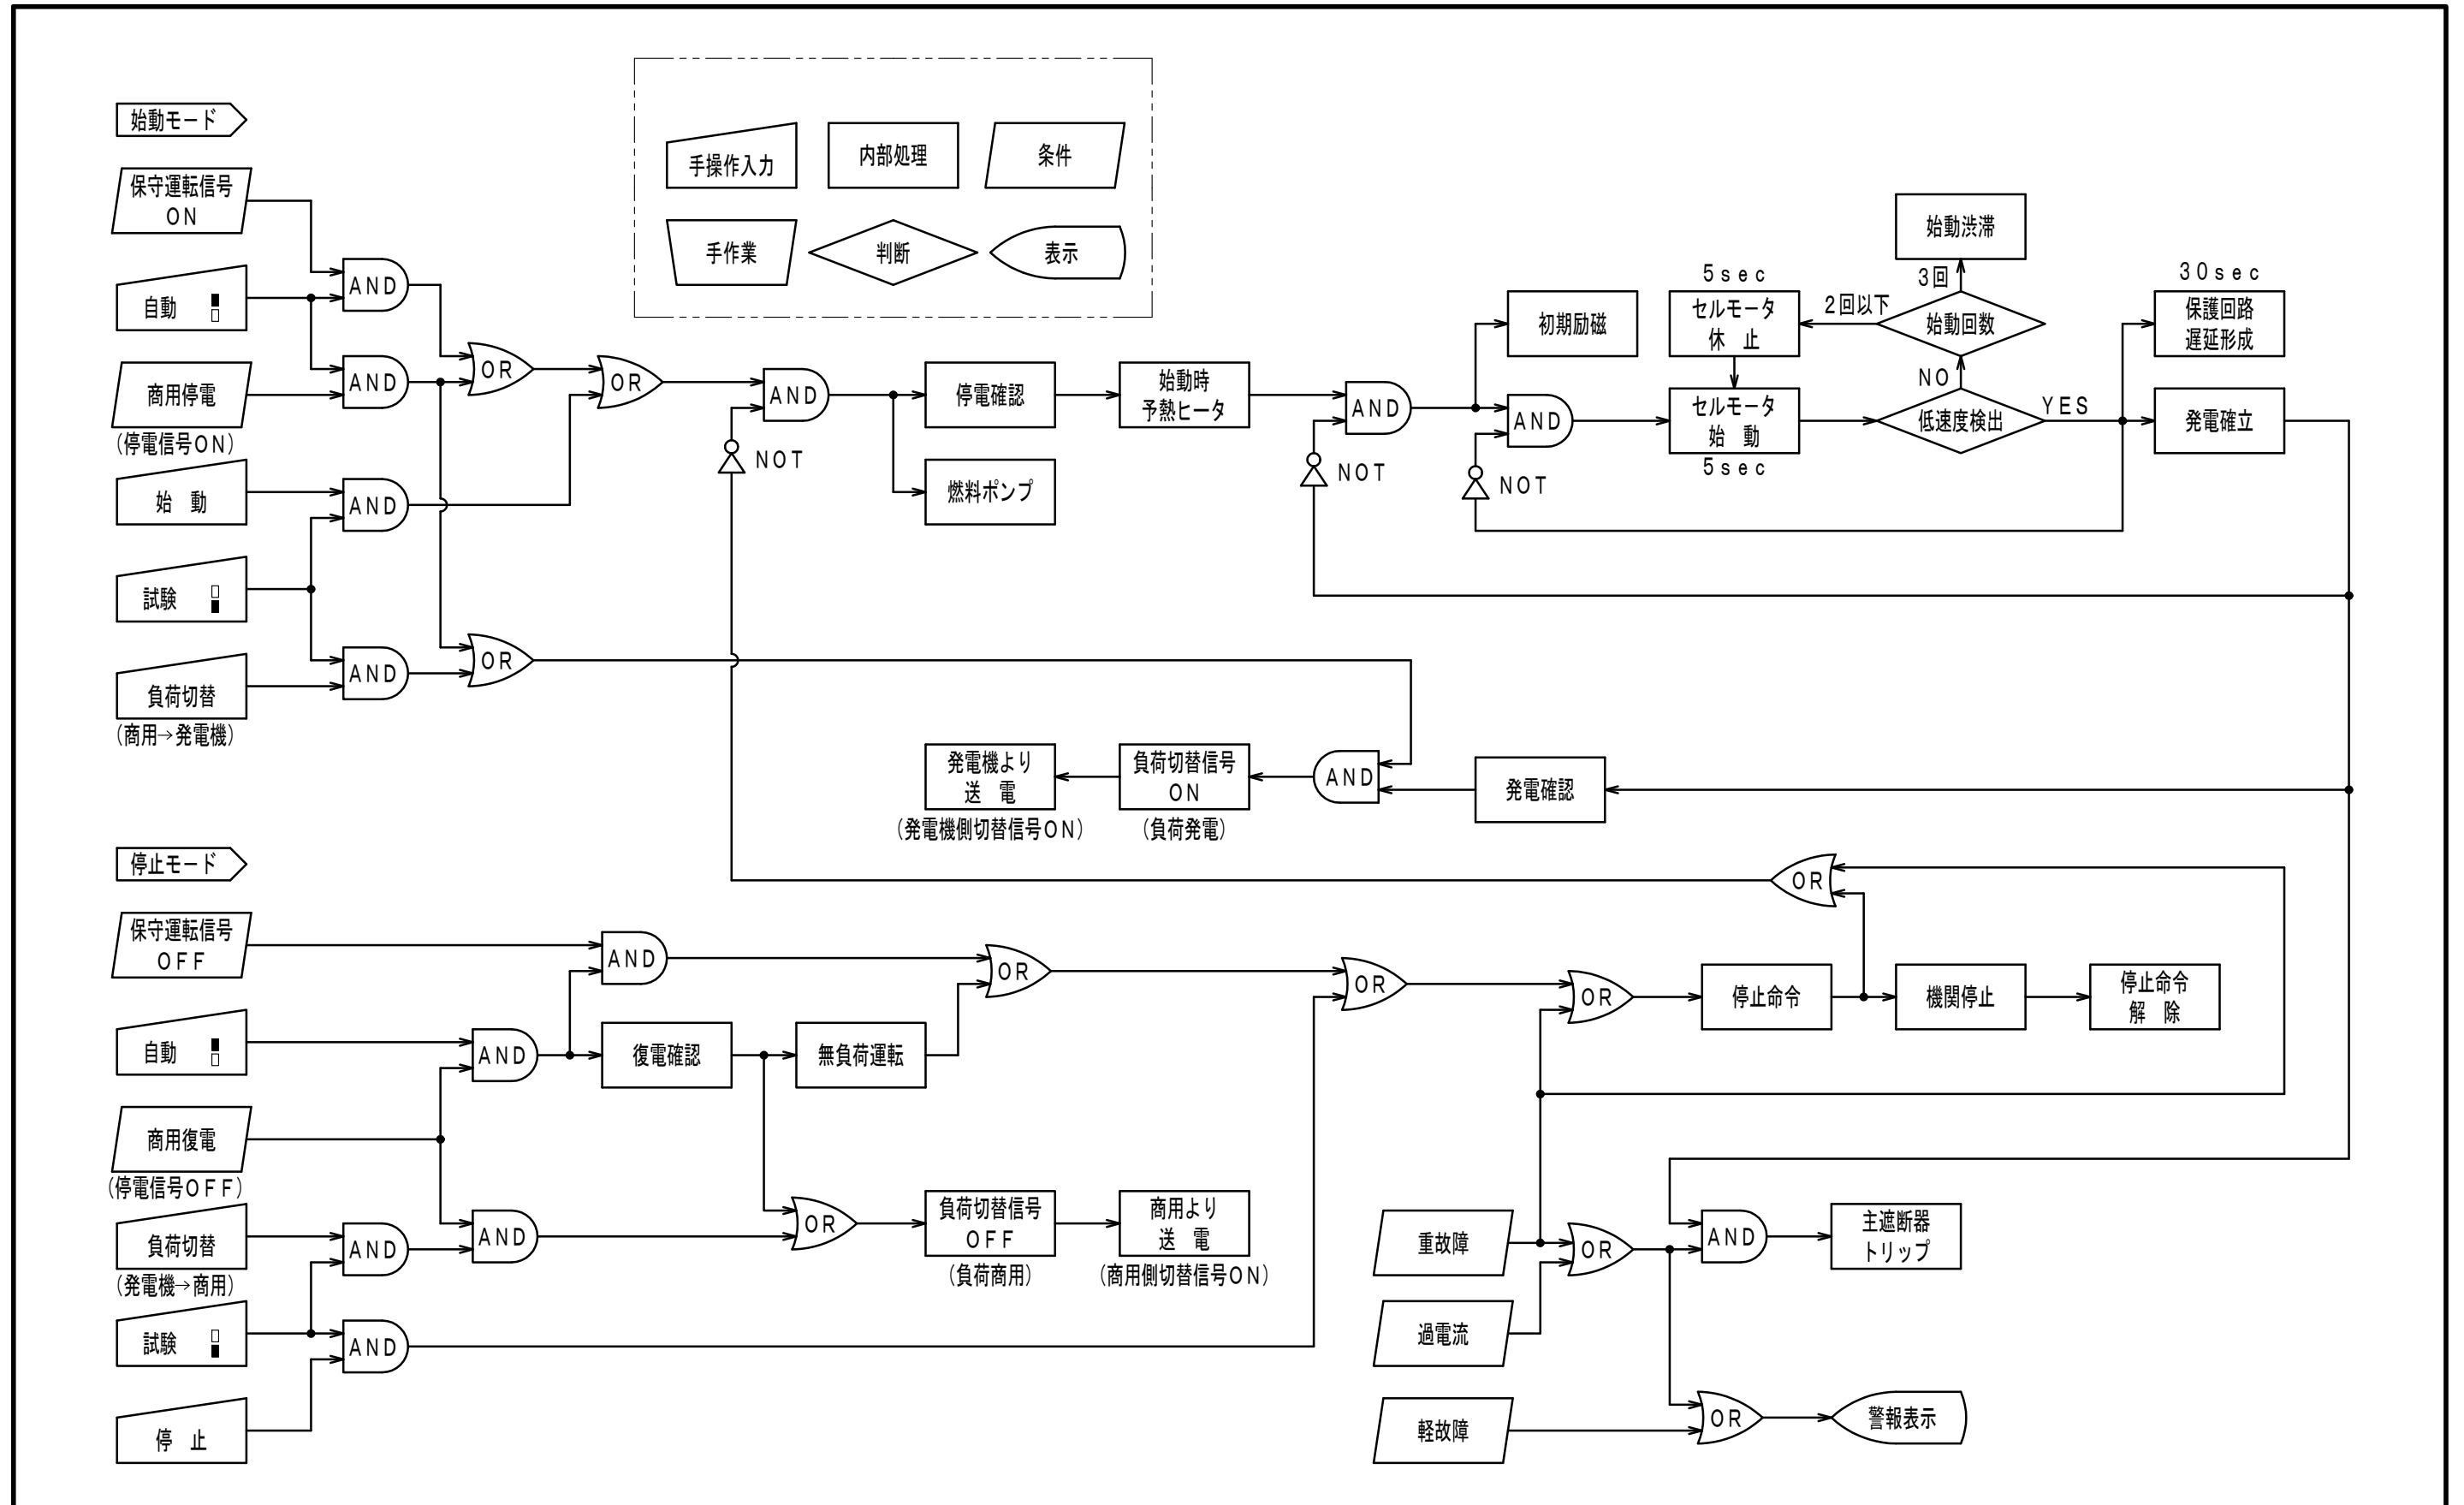 始動モード
保守運転信号
ON
自動
商用停電
(停電信号ON)
始 動
試験
負荷切替
(商用→発電機)
手操作入力
内部処理
条件
手作業
判断
表示
AND
AND
AND
AND
OR
OR
OR
AND
NOT
停電確認
燃料ポンプ
始動時
予熱ヒータ
AND
NOT
初期励磁
AND
NOT
5sec
セルモータ
休 止
セルモータ
始 動
5sec
始動渋滞
3回
2回以下
始動回数
NO
低速度検出
YES
30sec
保護回路
遅延形成
発電確立
発電機より
送 電
(発電機側切替信号ON)
負荷切替信号
ON
(負荷発電)
AND
発電確認
停止モード
保守運転信号
OFF
自動
商用復電
(停電信号OFF)
負荷切替
(発電機→商用)
試験
停 止
AND
AND
AND
AND
AND
復電確認
無負荷運転
OR
OR
負荷切替信号
OFF
(負荷商用)
商用より
送 電
(商用側切替信号ON)
OR
OR
OR
停止命令
機関停止
停止命令
解 除
重故障
過電流
軽故障
OR
AND
主遮断器
トリップ
OR
警報表示